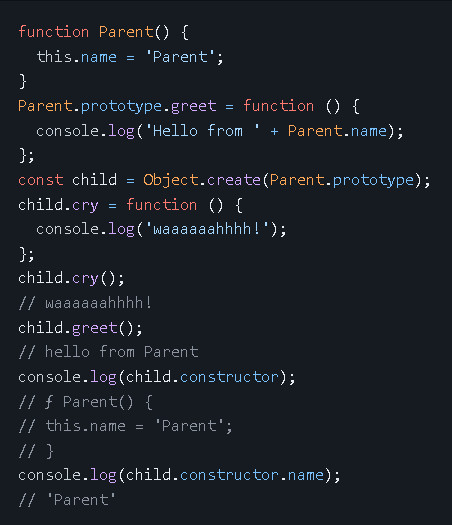 function Parent() {
  this.name = 'Parent';
}
Parent.prototype.greet = function () {
  console.log('Hello from ' + Parent.name);
};
const child = Object.create(Parent.prototype);
child.cry = function () {
  console.log('waaaaaahhhh!');
};
child.cry();
// waaaaaahhhh!
child.greet();
// hello from Parent
console.log(child.constructor);
// ƒ Parent() {
// this.name = 'Parent';
// }
console.log(child.constructor.name);
// 'Parent'